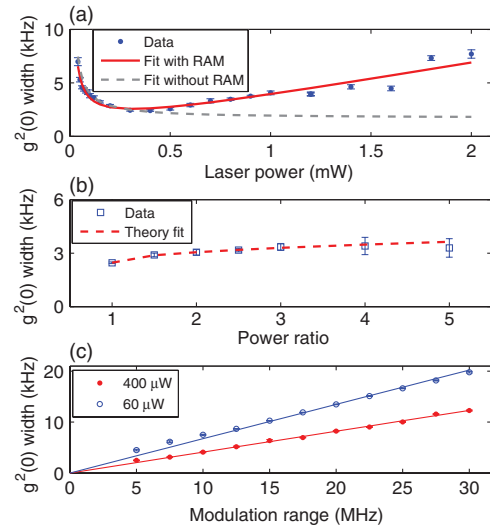 (a)
g²(0) width (kHz)
10
5
0
Data
Fit with RAM
Fit without RAM
0 0.5 1 1.5 2
Laser power (mW)
(b)
g²(0) width (kHz)
6
3
0
Data
Theory fit
1 2 3 4 5
Power ratio
(c)
g²(0) width (kHz)
20
10
0
400 μW
60 μW
0 5 10 15 20 25 30
Modulation range (MHz)